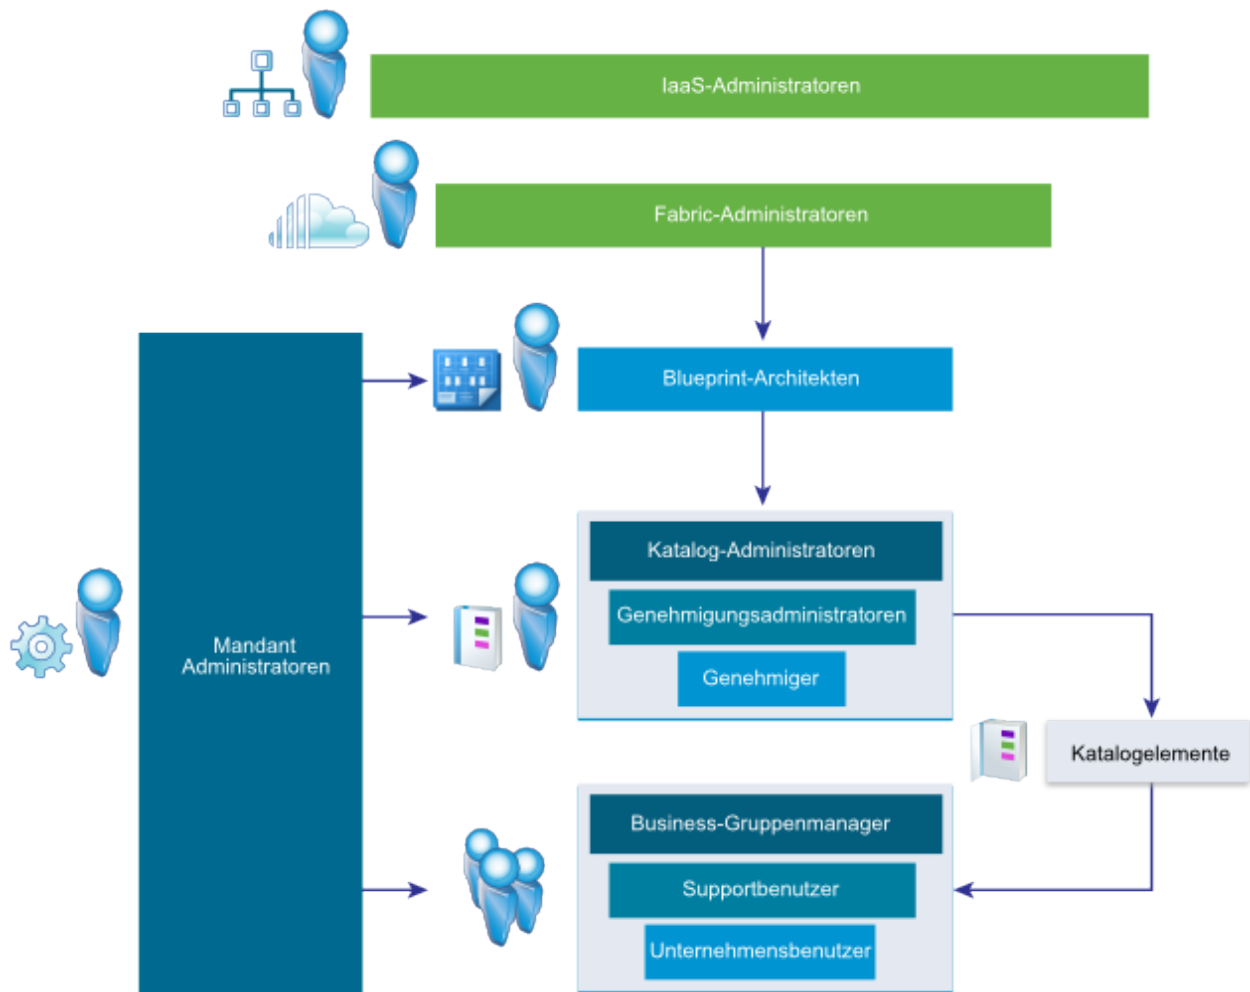 IaaS-Administratoren
Fabric-Administratoren
Blueprint-Architekten
Katalog-Administratoren
Genehmigungsadministratoren
Genehmiger
Mandant
Administratoren
Katalogelemente
Business-Gruppenmanager
Supportbenutzer
Unternehmensbenutzer